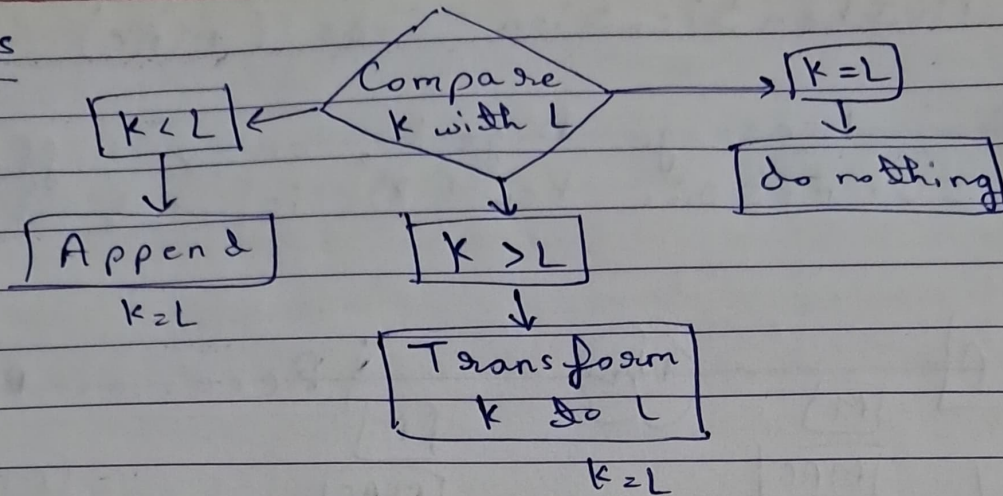 s
Compare
K with L
K = L
K < L
do nothing
Append
K > L
K = L
Transform
K to L
K = L